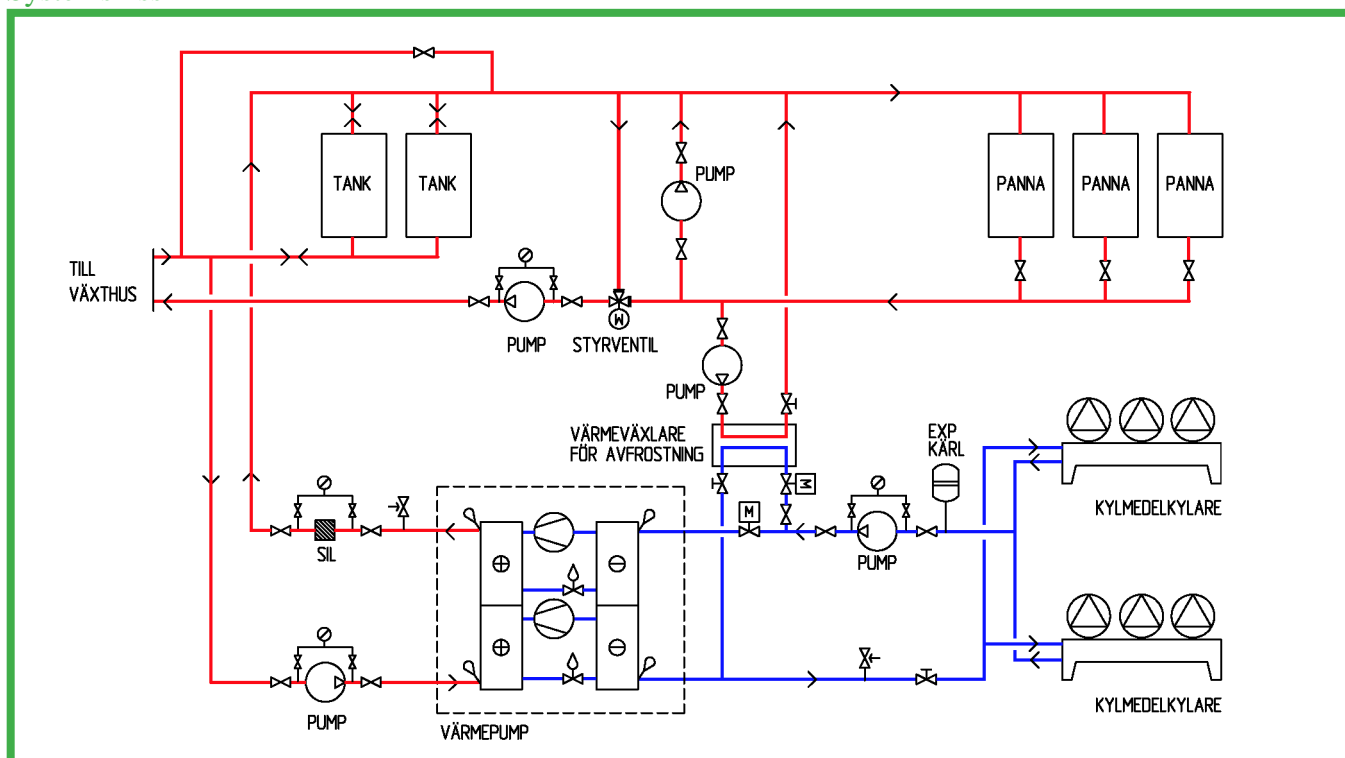 TANK
TANK
PUMP
PANNA
PANNA
PANNA
TILL
VÄXTHUS
PUMP
STYRVENTIL
M
PUMP
VÄRMEVÄXLARE
FÖR AVFROSTNING
EXP
KÄRL
M
M
KYLMEDELKYLARE
SIL
PUMP
PUMP
VÄRMEPUMP
KYLMEDELKYLARE